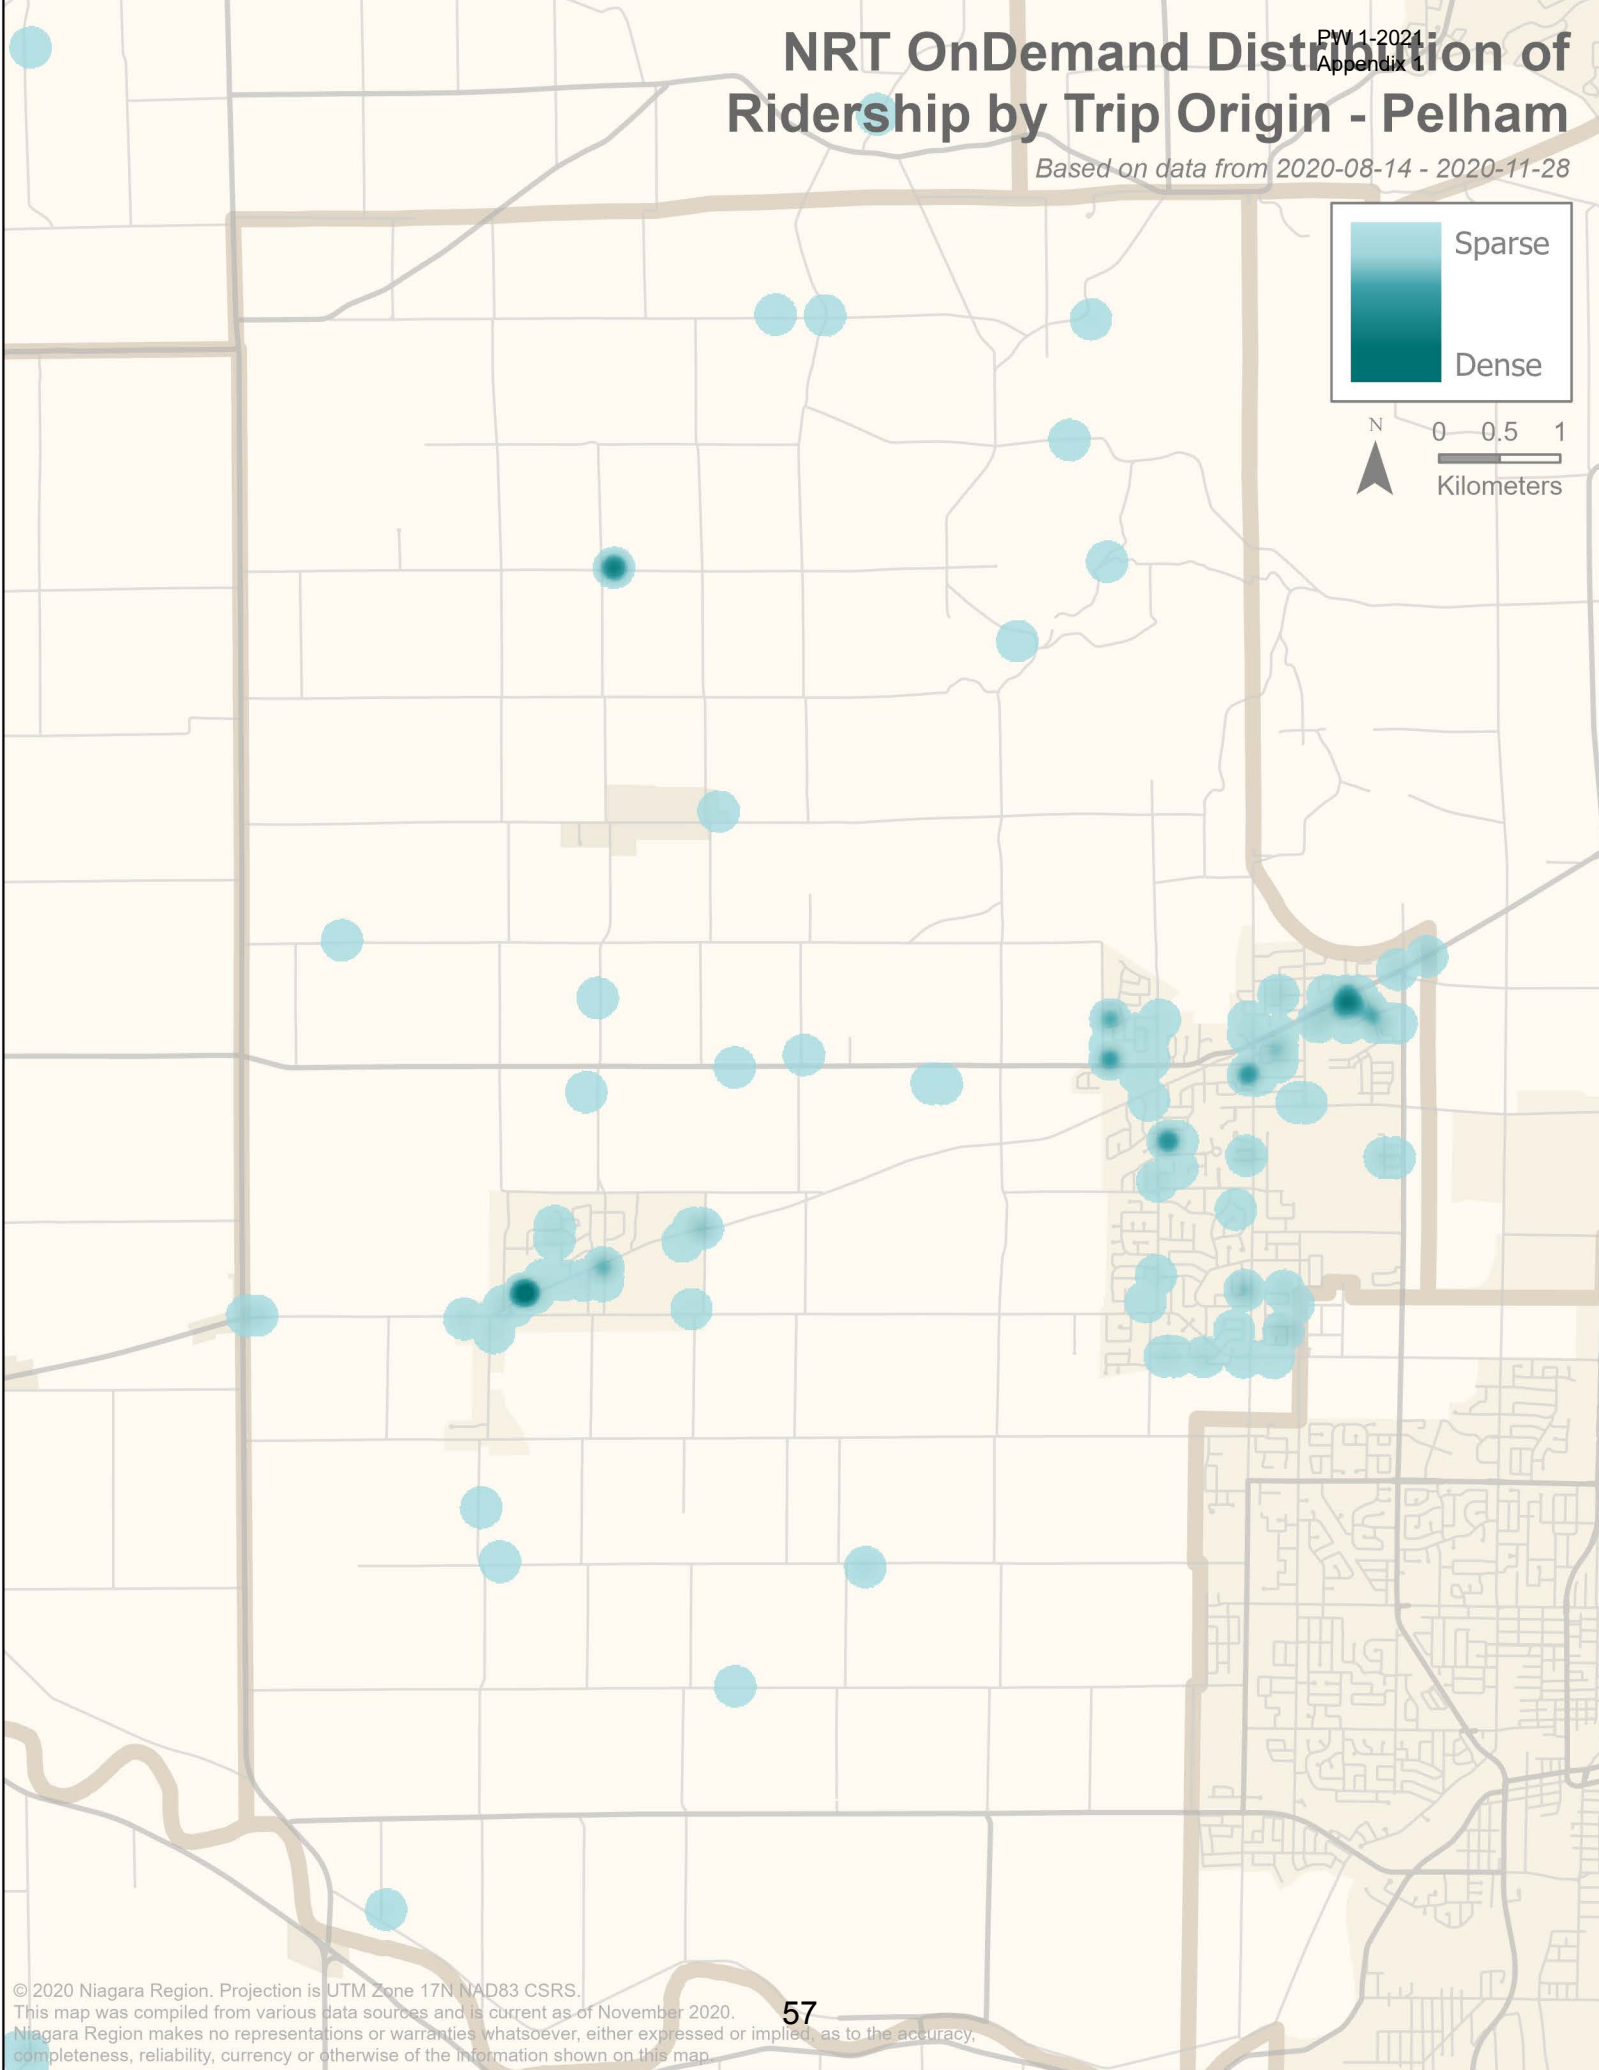 PW 1-2021
Appendix 1
NRT OnDemand Distribution of
Ridership by Trip Origin - Pelham
Based on data from 2020-08-14 - 2020-11-28
Sparse
Dense
N
0 0.5 1
Kilometers
© 2020 Niagara Region. Projection is UTM Zone 17N NAD83 CSRS.
This map was compiled from various data sources and is current as of November 2020.
Niagara Region makes no representations or warranties whatsoever, either expressed or implied, as to the accuracy,
completeness, reliability, currency or otherwise of the information shown on this map.
57